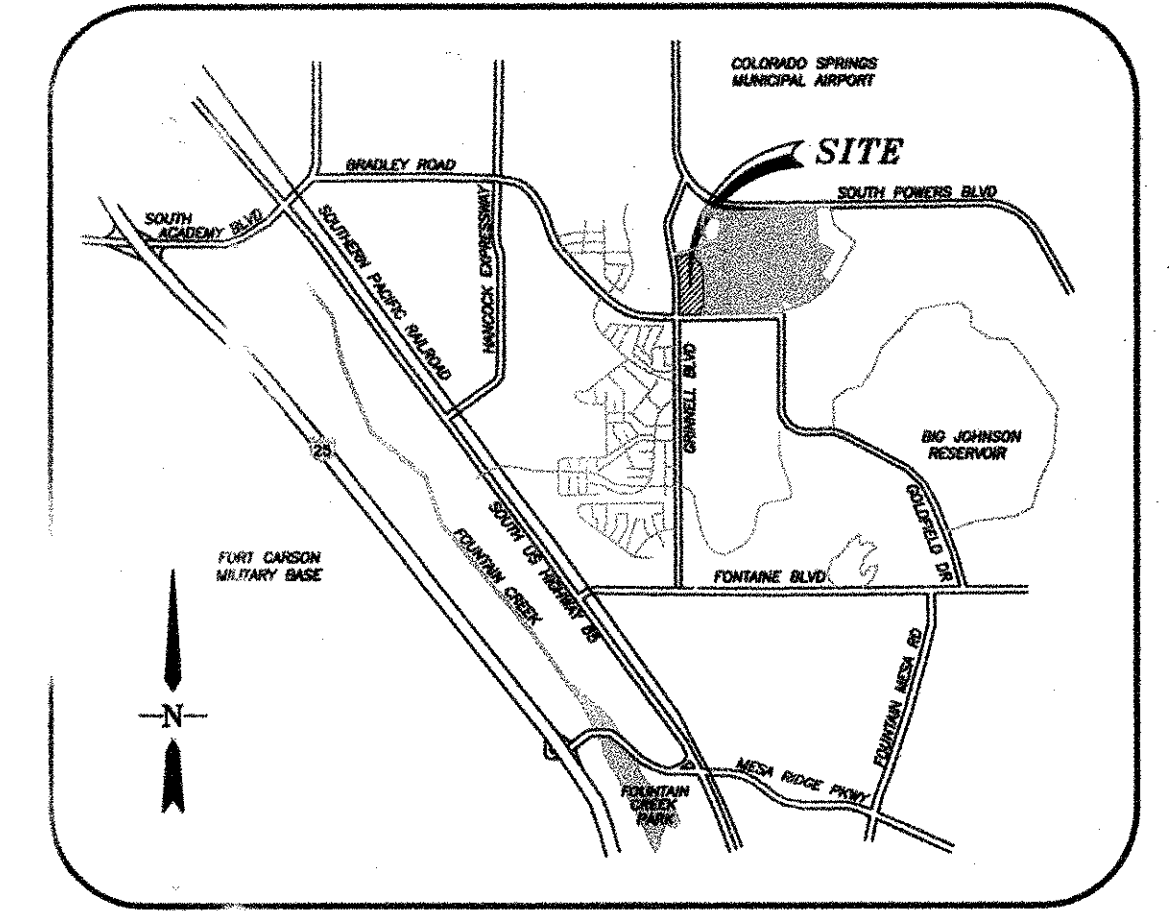 COLORADO SPRINGS
MUNICIPAL AIRPORT
SITE
BRADLEY ROAD
SOUTH POWERS BLVD
SOUTH
ACADEMY BLVD
SOUTHERN PACIFIC RAILROAD
HANCOCK EXPRESSWAY
GRINNELL BLVD
BIG JOHNSON
RESERVOIR
25
GOLDFIELD DR
SOUTH US HIGHWAY 85
FOUNTAIN CREEK
FORT CARSON
MILITARY BASE
FONTAINE BLVD
FOUNTAIN MESA RD
N
MESA RIDGE PKWY
FOUNTAIN
CREEK
PARK